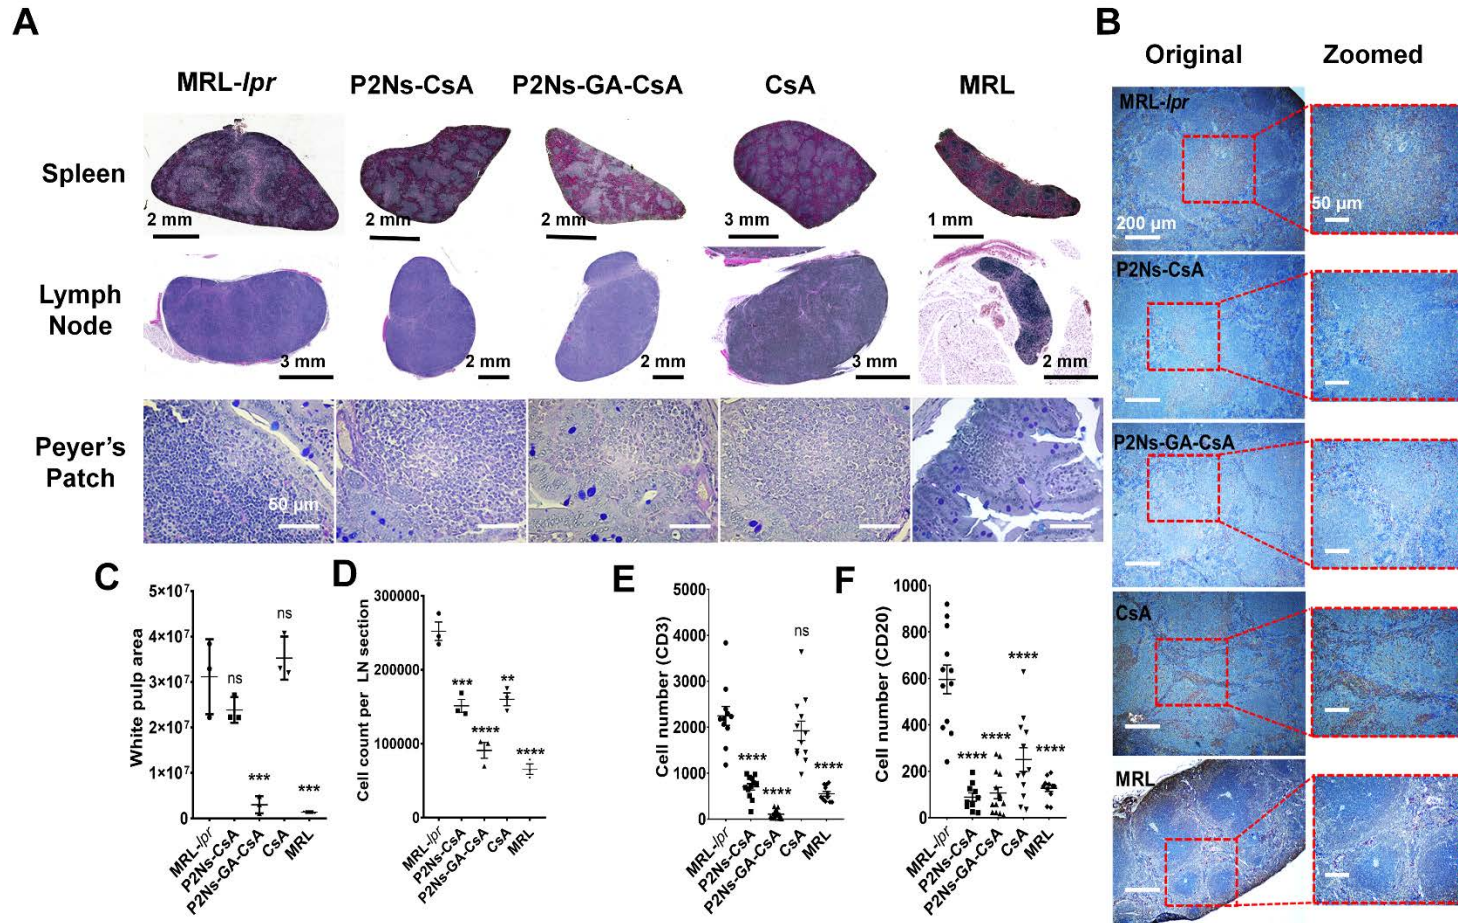 A
MRL-lpr P2Ns-CsA P2Ns-GA-CsA CsA MRL
Spleen
2 mm 2 mm 2 mm 3 mm 1 mm
Lymph
Node
3 mm 2 mm 2 mm 3 mm 2 mm
Peyer's
Patch
50 µm
B
Original Zoomed
MRL-lpr
200 µm 50 µm
P2Ns-CsA
P2Ns-GA-CsA
CsA
MRL
C
White pulp area
5×10⁷
4×10⁷
3×10⁷
2×10⁷
1×10⁷
0
ns
ns
***
***
MRL-lpr P2Ns-CsA P2Ns-GA-CsA CsA MRL
D
Cell count per LN section
300000
200000
100000
0
***
****
**
****
MRL-lpr P2Ns-CsA P2Ns-GA-CsA CsA MRL
E
Cell number (CD3)
5000
4000
3000
2000
1000
0
****
****
ns
****
MRL-lpr P2Ns-CsA P2Ns-GA-CsA CsA MRL
F
Cell number (CD20)
1000
800
600
400
200
0
****
****
****
****
MRL-lpr P2Ns-CsA P2Ns-GA-CsA CsA MRL